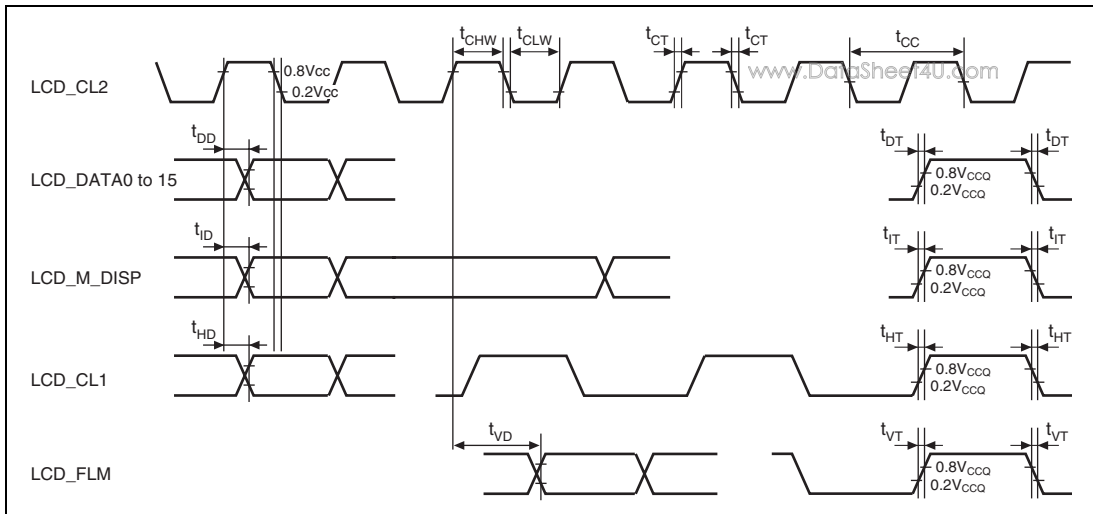 tCHW tCLW tCT tCT tCC
www.DataSheet4U.com
LCD_CL2
0.8Vcc
0.2Vcc
tDD
tDT tDT
LCD_DATA0 to 15
0.8VCCQ
0.2VCCQ
tID
tIT tIT
LCD_M_DISP
0.8VCCQ
0.2VCCQ
tHD
tHT tHT
LCD_CL1
0.8VCCQ
0.2VCCQ
tVD
tVT tVT
LCD_FLM
0.8VCCQ
0.2VCCQ